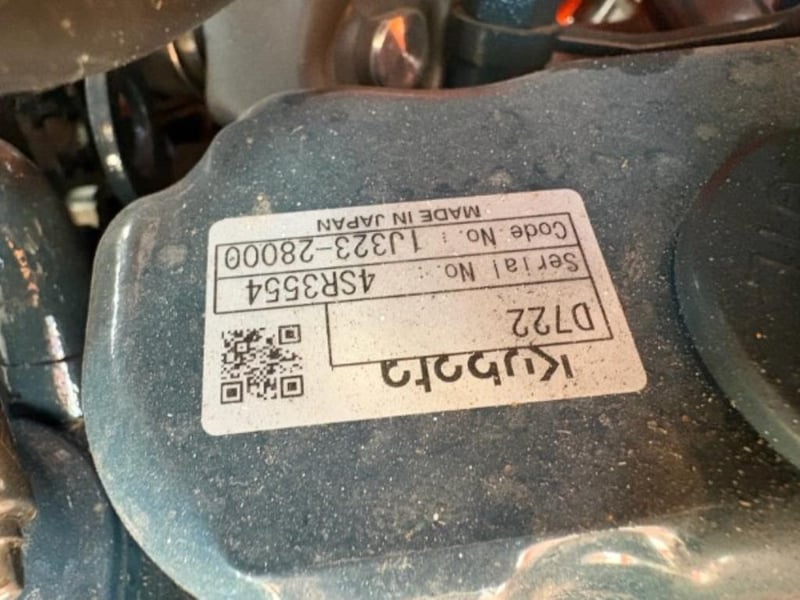 Kubota
D722
Serial No.: 4SR3554
Code No.: 1J323-28000
MADE IN JAPAN